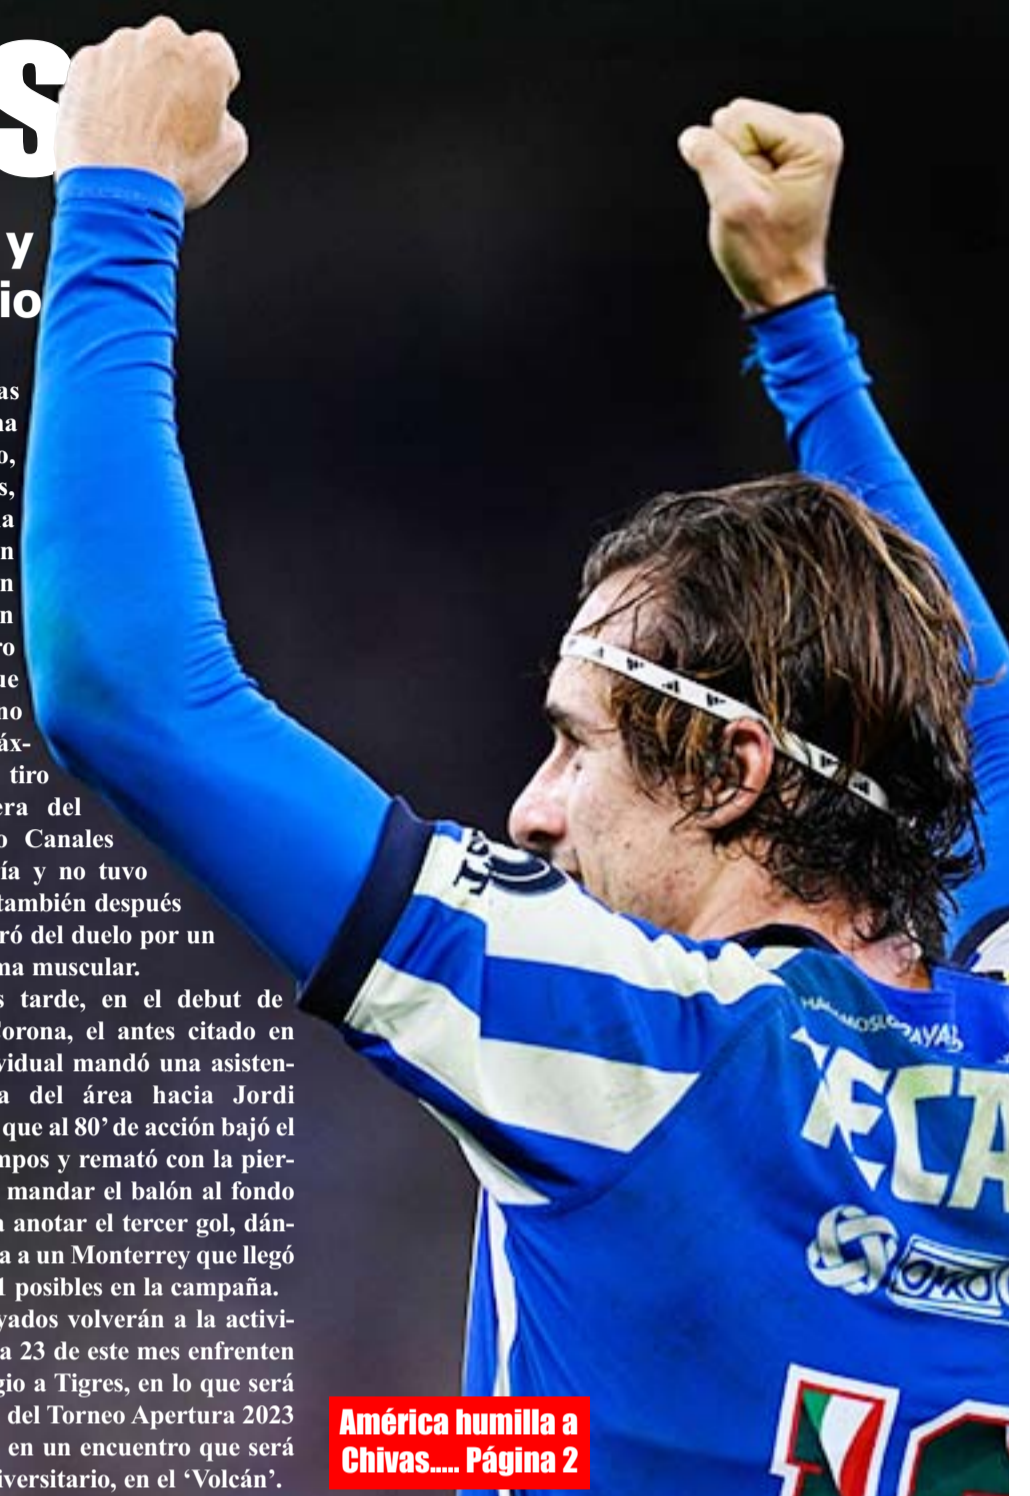 S
y
io
as
na
o,
s,
a
n
n
n
ro
ue
no
áx-
tiro
era del
o Canales
ía y no tuvo
también después
ró del duelo por un
ma muscular.
s tarde, en el debut de
Corona, el antes citado en
vidual mandó una asisten-
a del área hacia Jordi
que al 80’ de acción bajó el
mpos y remató con la pier-
mandar el balón al fondo
a anotar el tercer gol, dán-
a a un Monterrey que llegó
1 posibles en la campaña.
yados volverán a la activi-
a 23 de este mes enfrenten
gio a Tigres, en lo que será
del Torneo Apertura 2023
en un encuentro que será
iversitario, en el ‘Volcán’.
América humilla a
Chivas..... Página 2
ECA
OMO